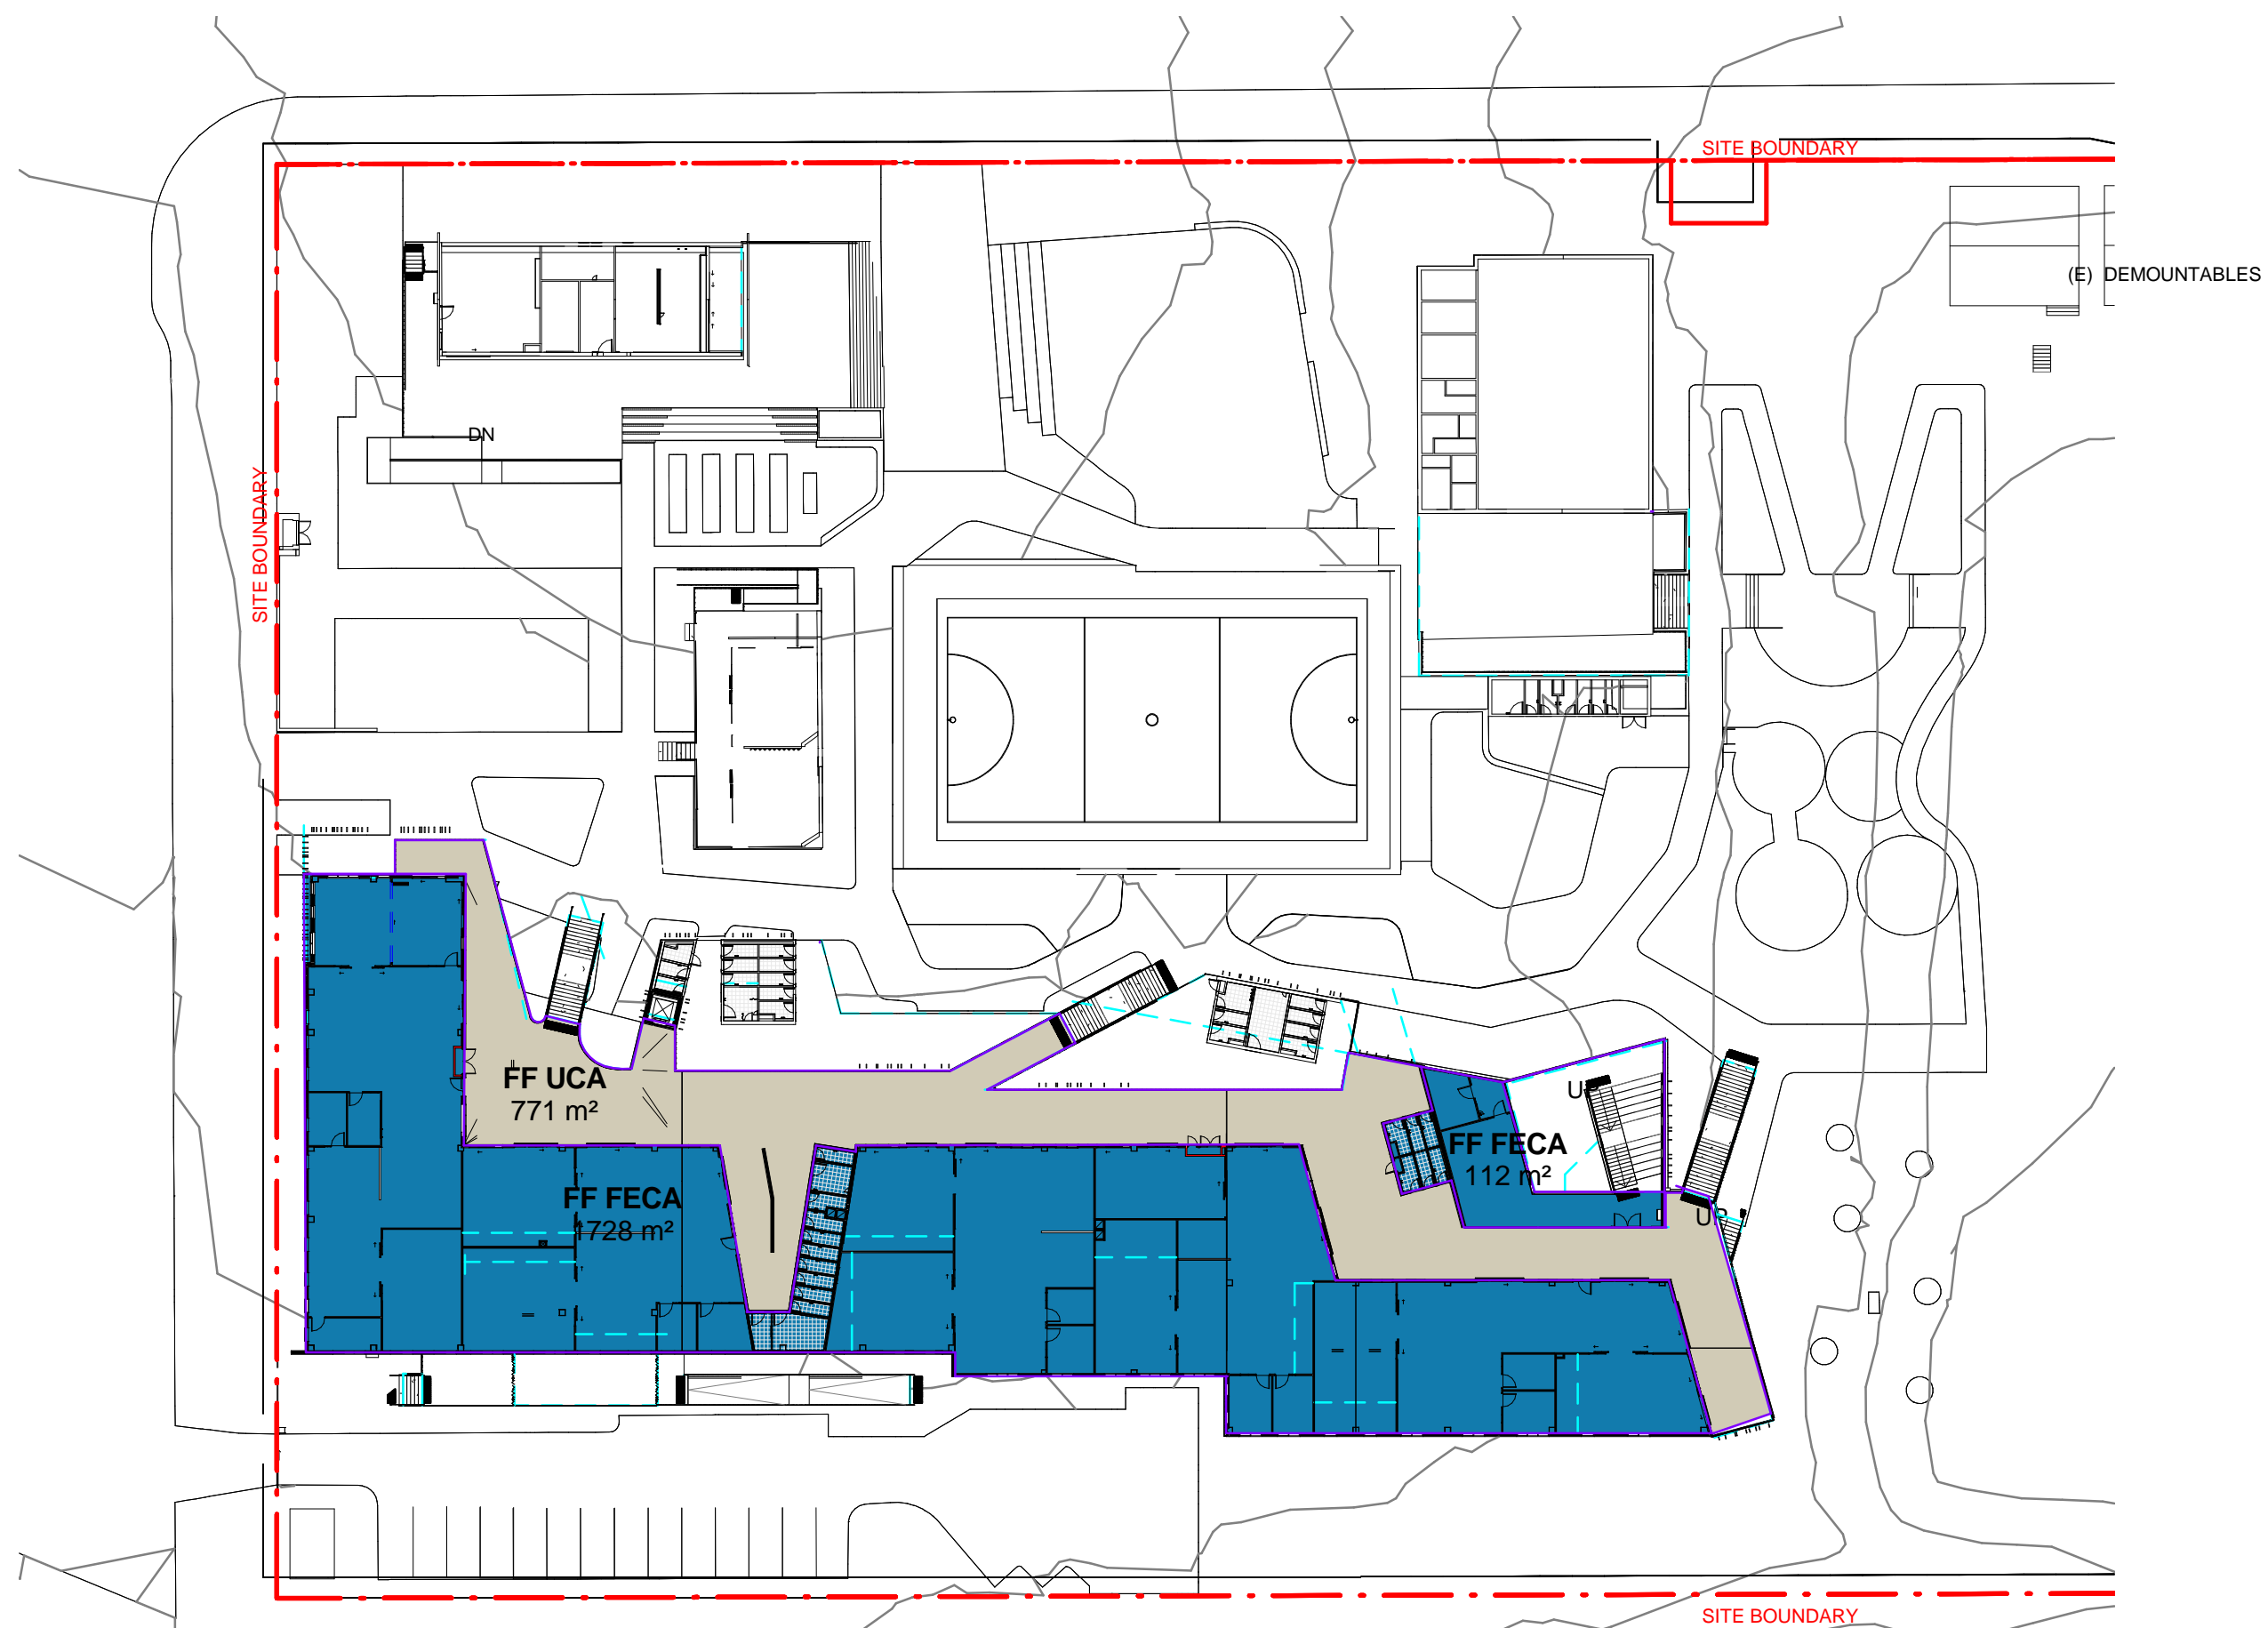 SITE BOUNDARY
(E) DEMOUNTABLES
DN
SITE BOUNDARY
FF UCA
771 m²
UP
FF FECA
112 m²
FF FECA
1728 m²
UP
SITE BOUNDARY